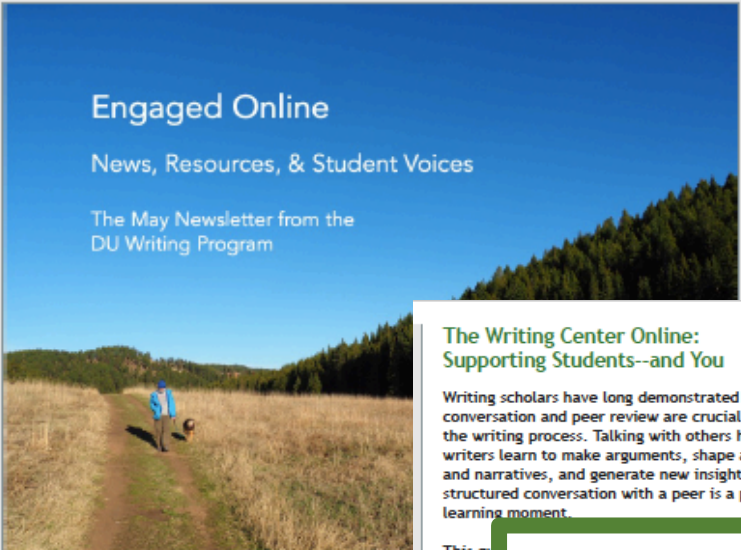 Engaged Online
News, Resources, & Student Voices
The May Newsletter from the
DU Writing Program
The Writing Center Online:
Supporting Students--and You
Writing scholars have long demonstrated
conversation and peer review are crucial
the writing process. Talking with others
writers learn to make arguments, shape
and narratives, and generate new insight
structured conversation with a peer is a
learning moment.
This